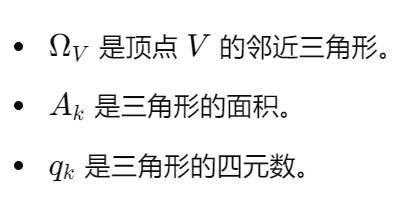 • Ω_V 是顶点 V 的邻近三角形。
• A_k 是三角形的面积。
• q_k 是三角形的四元数。